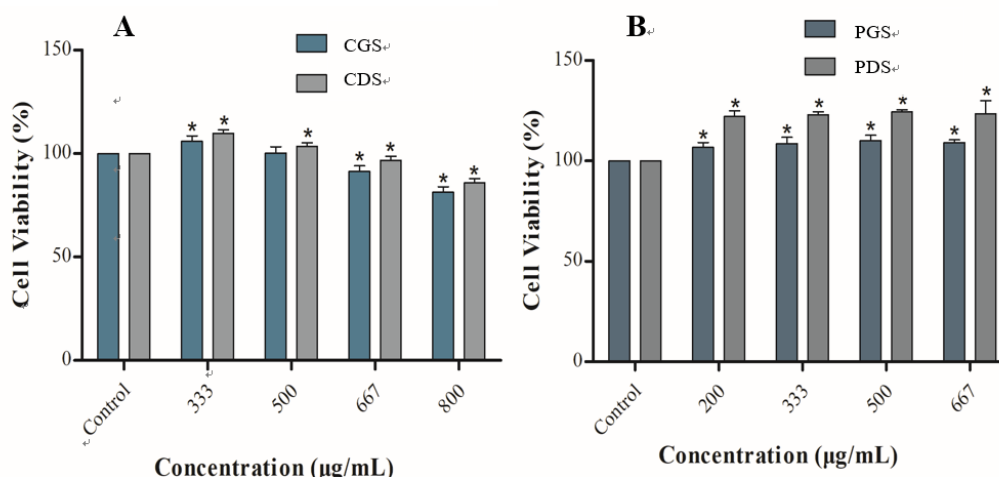 A
CGS↵
CDS↵
150
100
50
0
Cell Viability (%)
* * * * * * *
Control 333 500 667 800
Concentration (μg/mL)
B↵
PGS↵
PDS↵
150
100
50
0
Cell Viability (%)
* * * * * * * *
Control 200 333 500 667
Concentration (μg/mL)